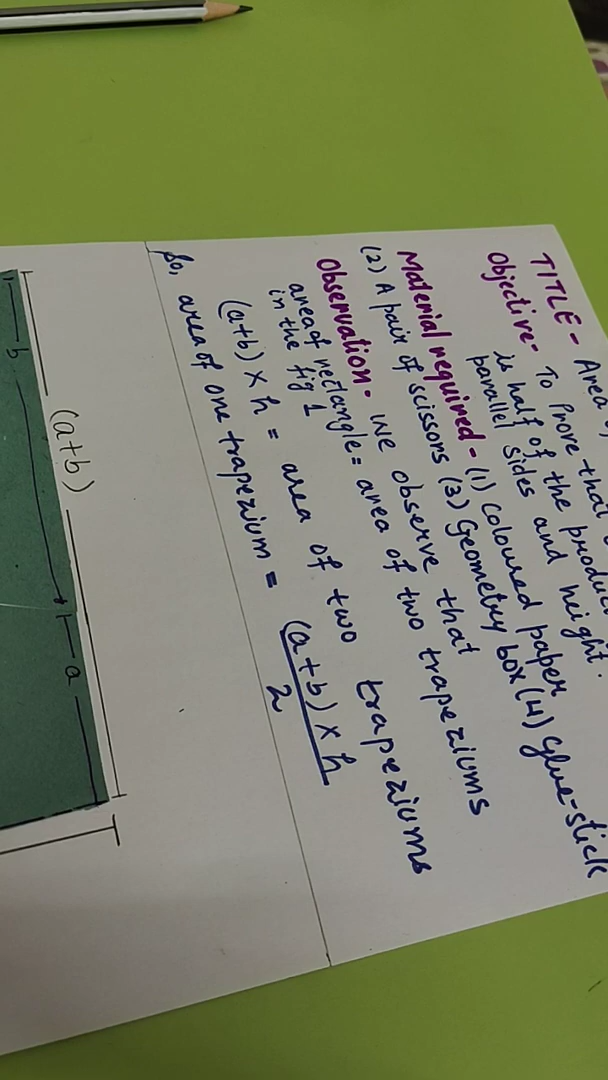 TITLE - Area
Objective - To Prove that
is half of the product
parallel sides and height.
Material required - (1) Coloured paper
(2) A pair of scissors (3) Geometry box (4) Glue-stick
Observation - We observe that
area of rectangle = area of two trapeziums
in the fig 1
(a+b) × h = area of two trapeziums
So, area of one trapezium = (a+b) × h
2
(a+b)
b
a